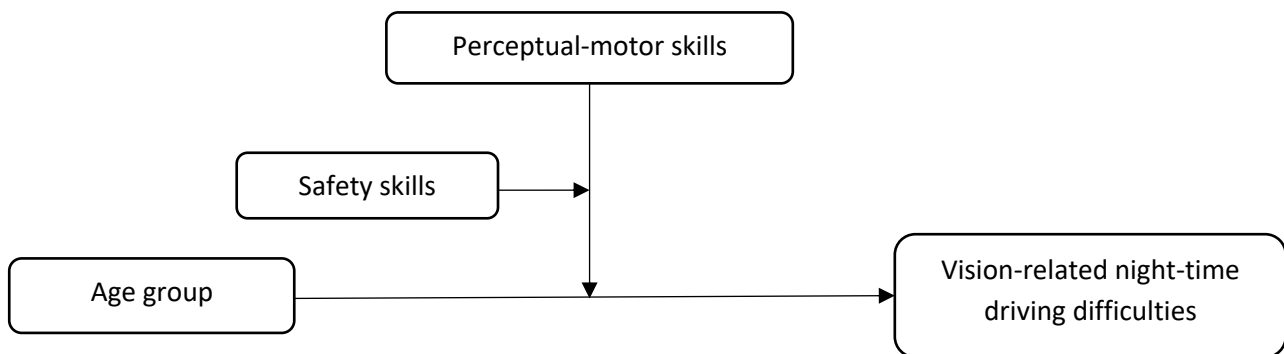 Perceptual-motor skills
Safety skills
Age group
Vision-related night-time
driving difficulties